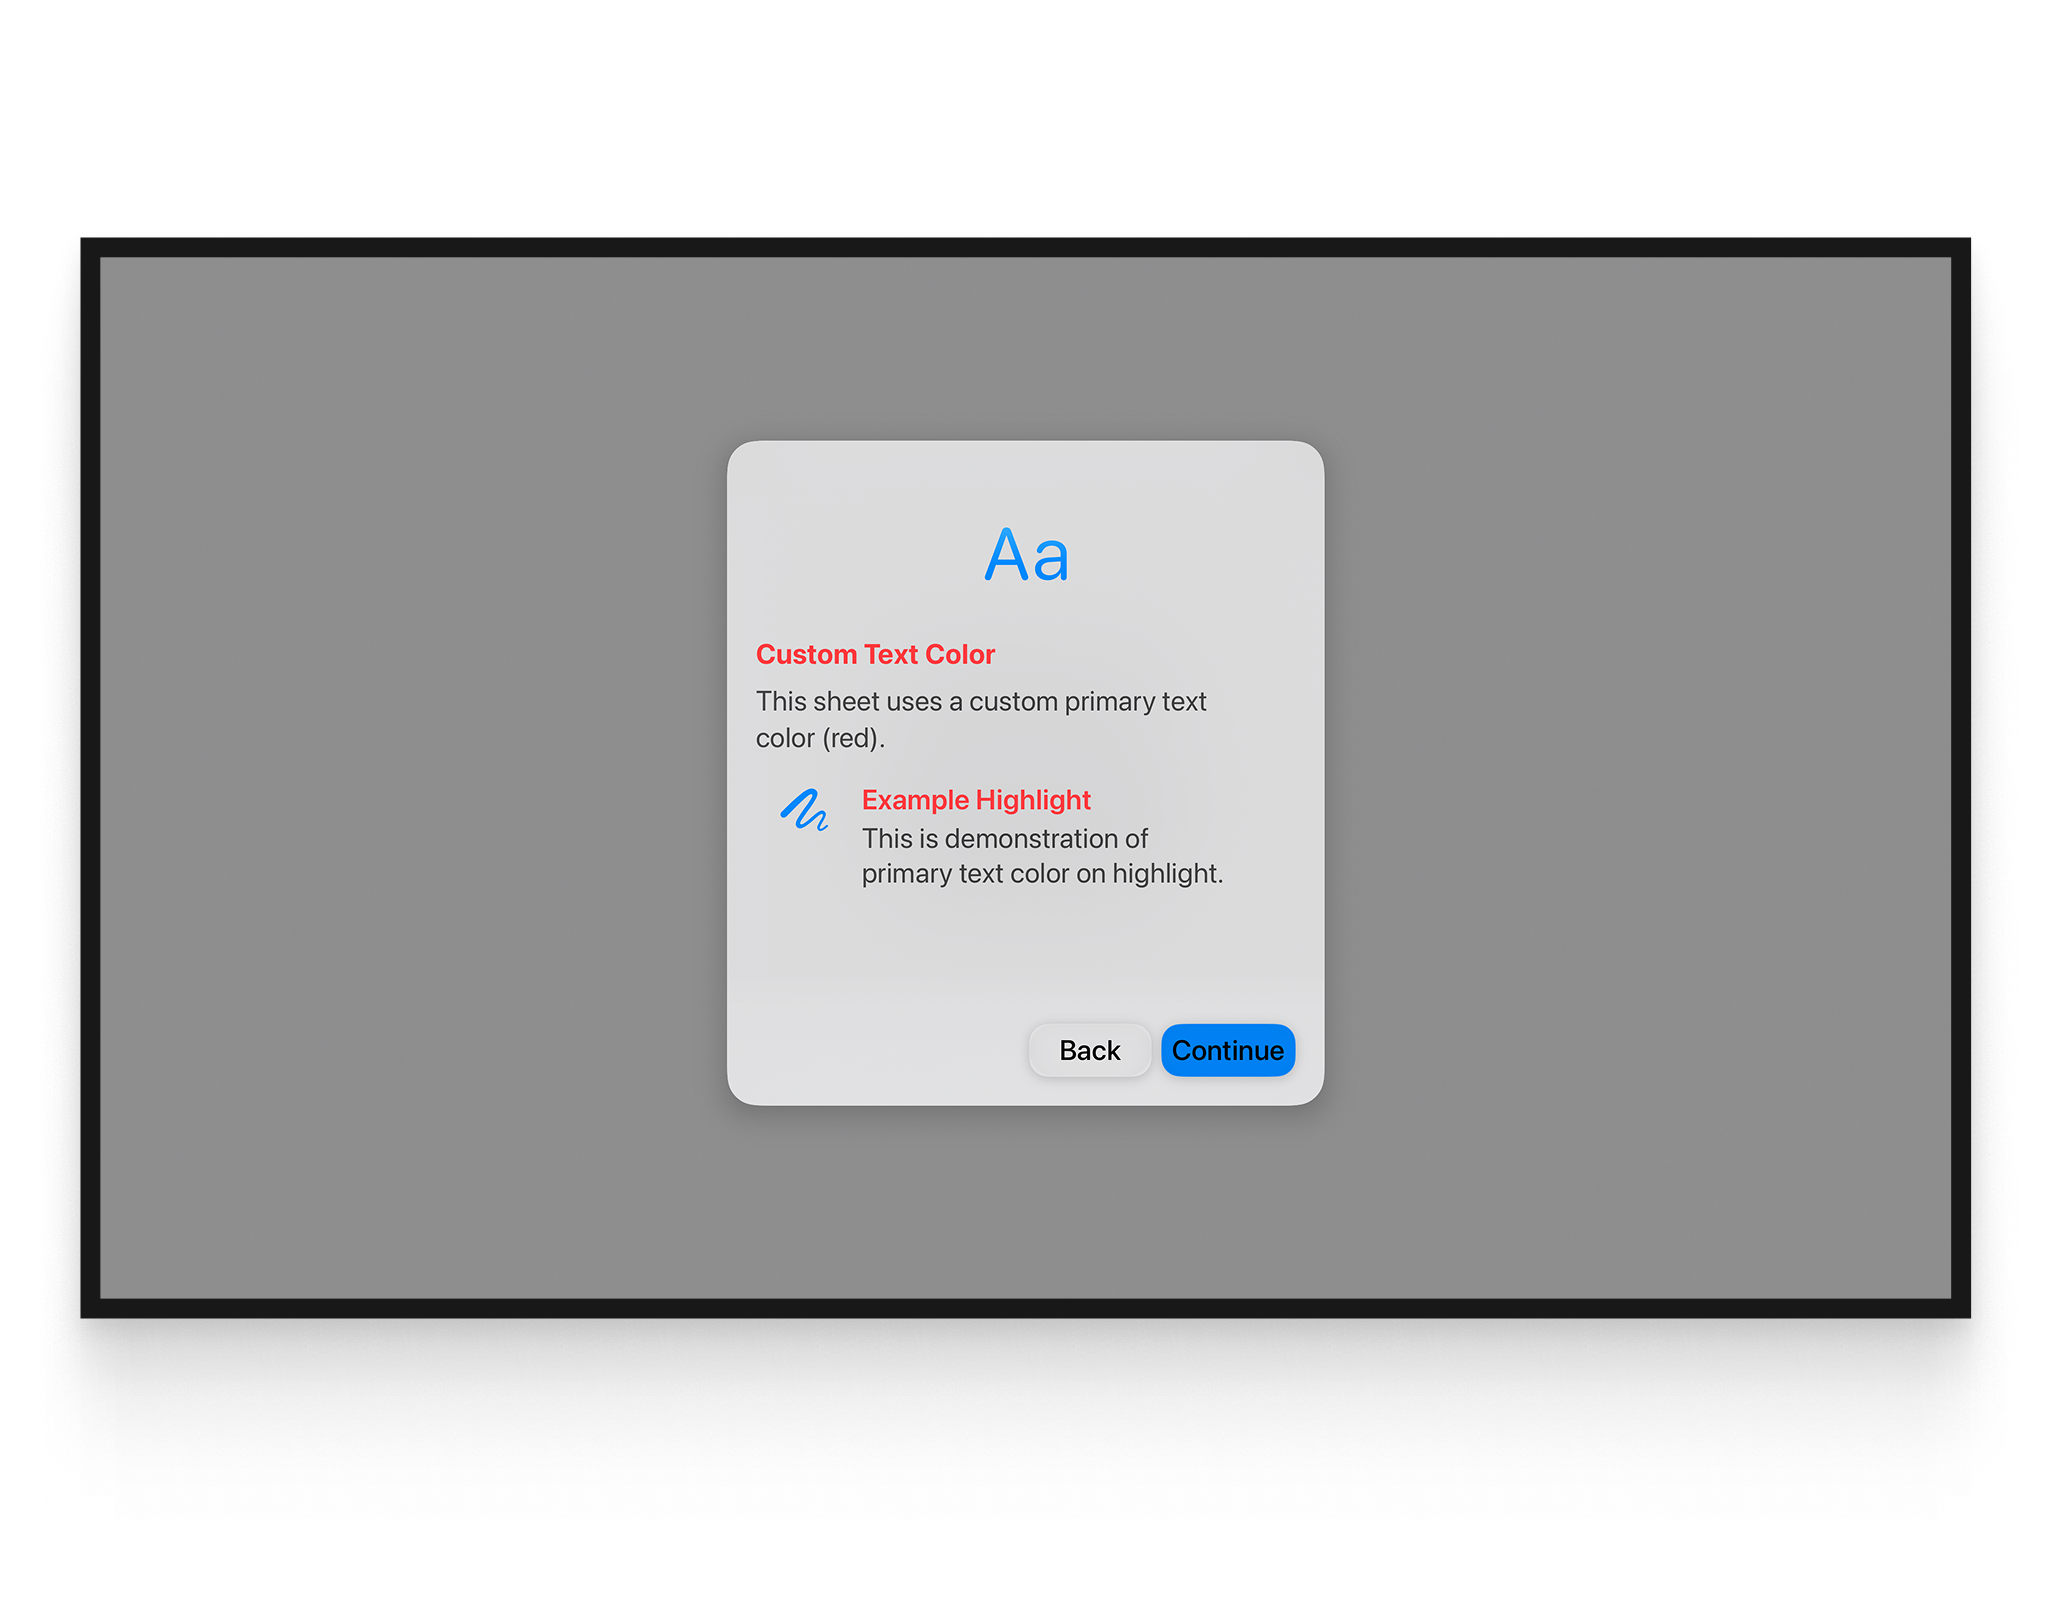 Aa
Custom Text Color
This sheet uses a custom primary text
color (red).
Example Highlight
This is demonstration of
primary text color on highlight.
Back
Continue